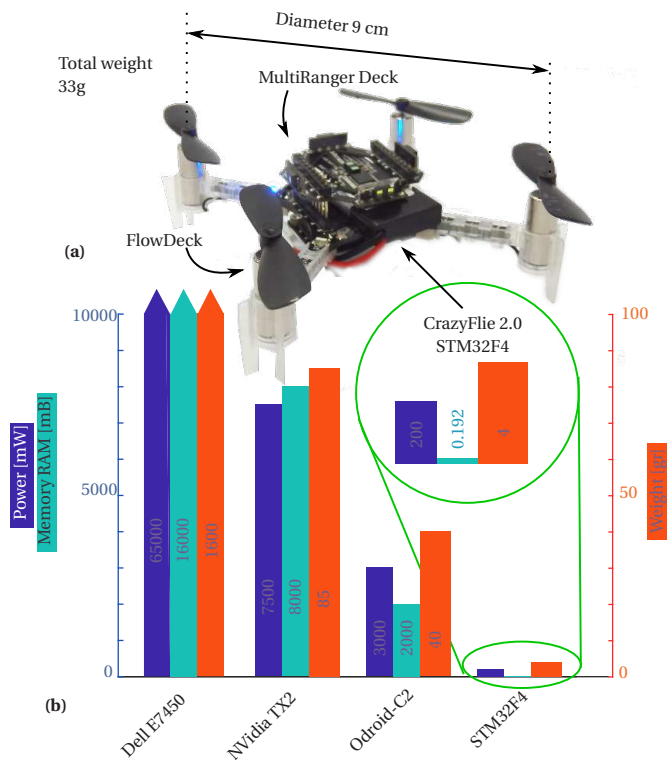 Diameter 9 cm
Total weight
33g
MultiRanger Deck
(a)
FlowDeck
CrazyFlie 2.0
STM32F4
10000
5000
0
Power [mW]
Memory RAM [mB]
65000
16000
1600
7500
8000
85
3000
2000
40
200
0.192
4
100
50
0
Weight [gr]
(b)
Dell E7450
NVidia TX2
Odroid-C2
STM32F4